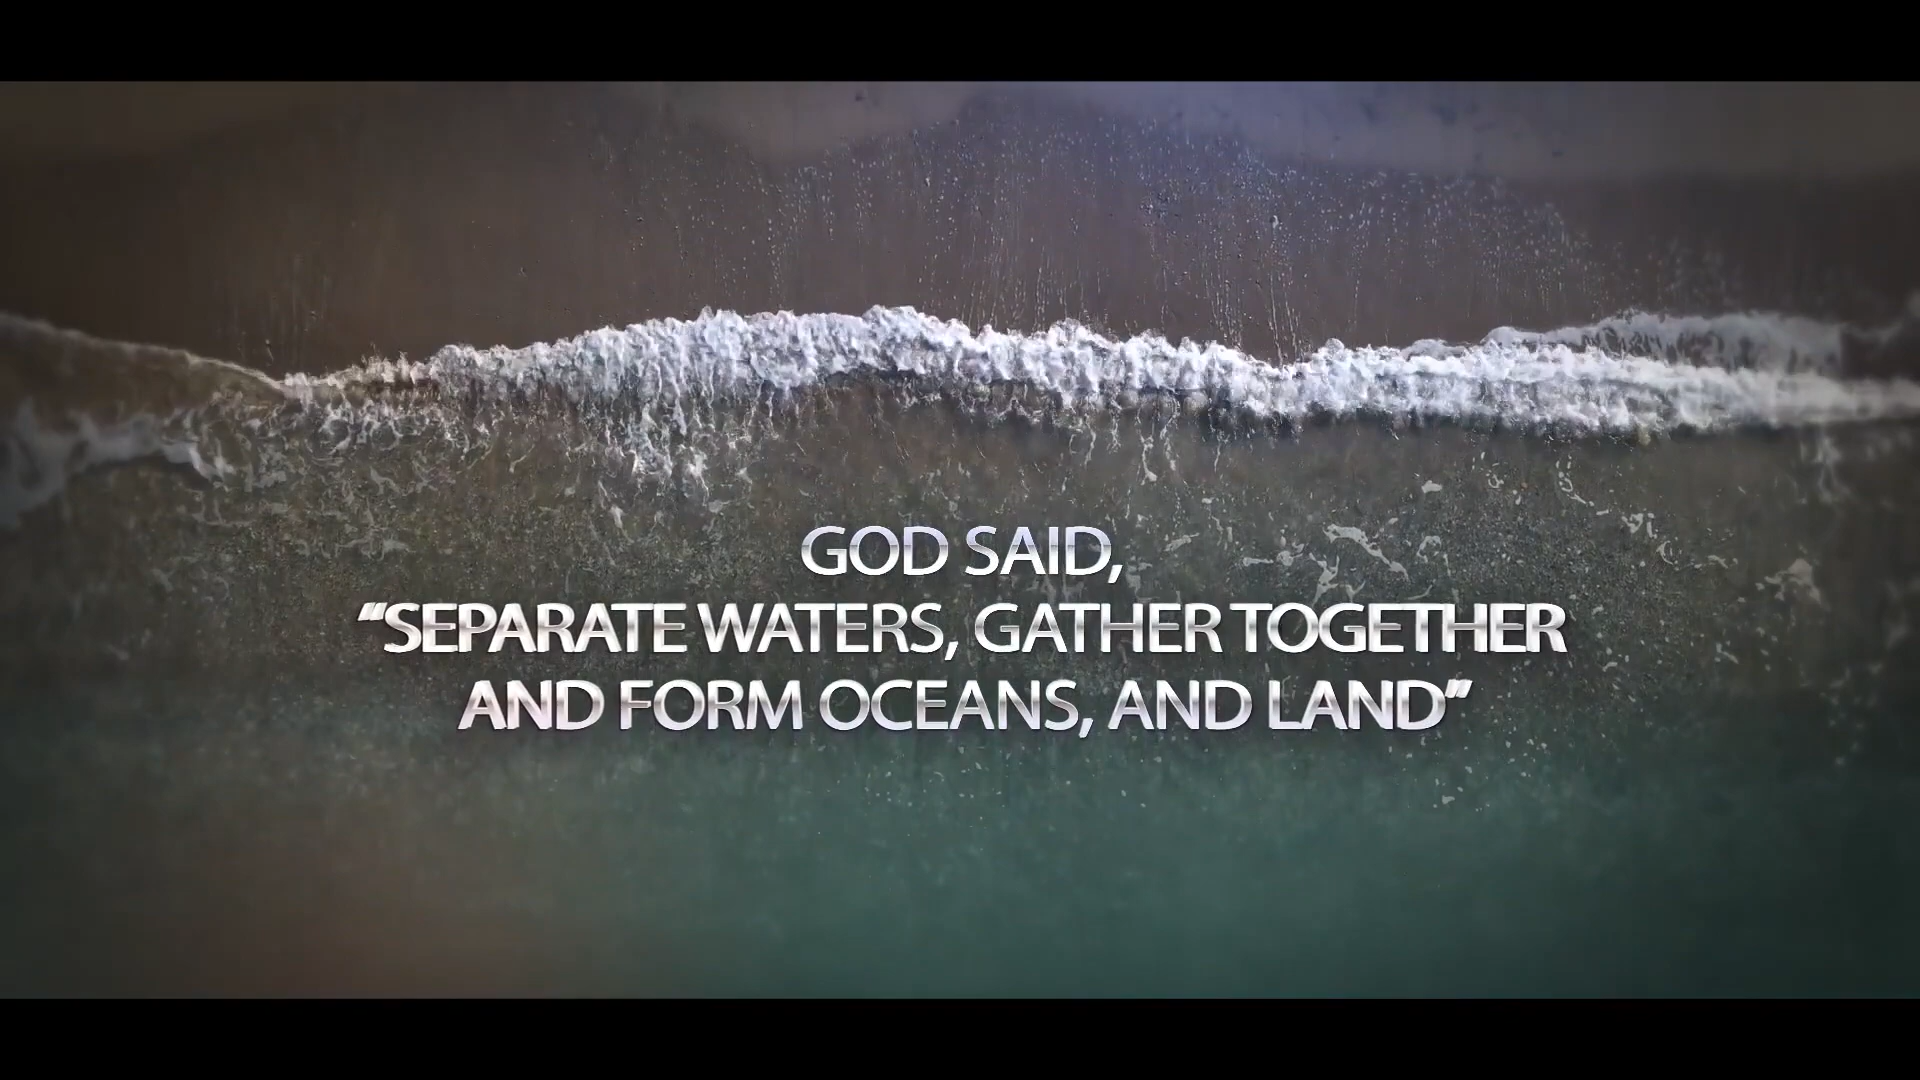 GOD SAID,
“SEPARATE WATERS, GATHER TOGETHER
AND FORM OCEANS, AND LAND”